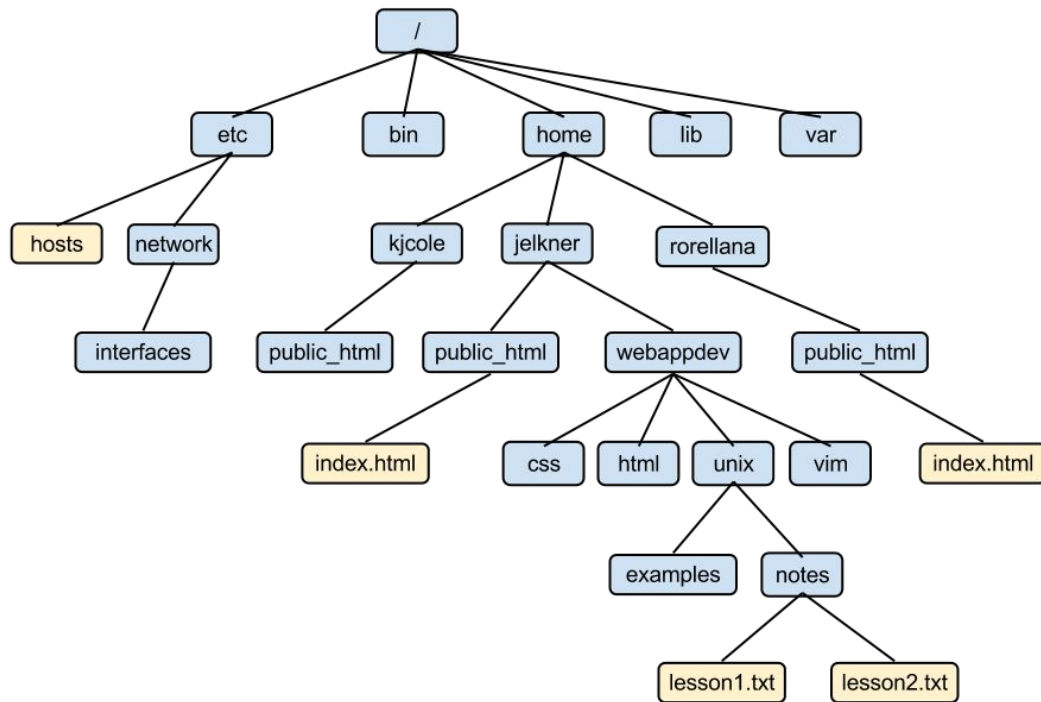 /
etc bin home lib var
hosts network kjcole jelkner rorellana
interfaces public_html public_html webappdev public_html
index.html css html unix vim index.html
examples notes
lesson1.txt lesson2.txt